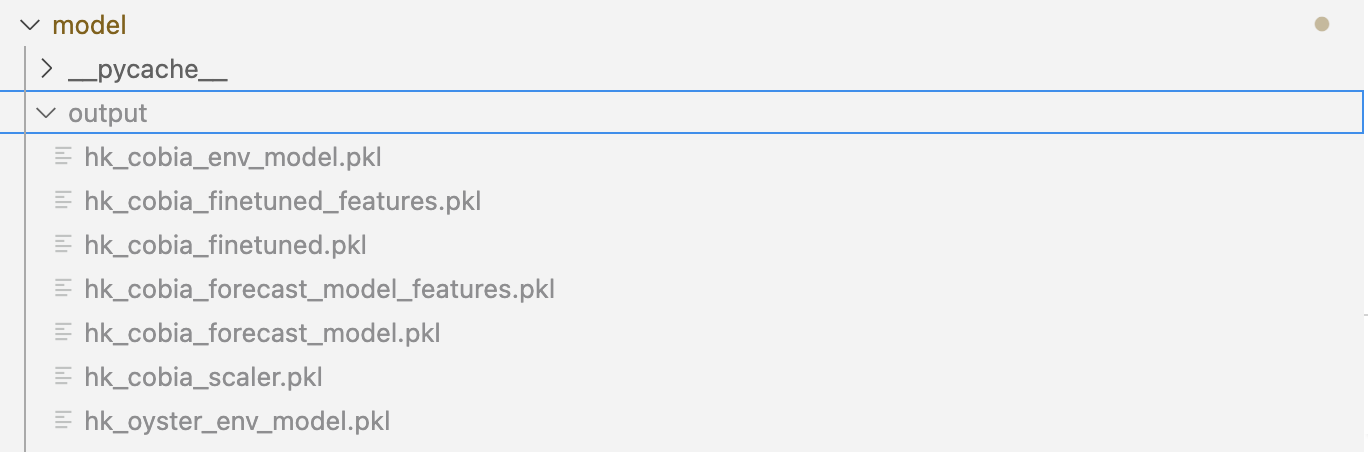 model
__pycache__
output
hk_cobia_env_model.pkl
hk_cobia_finetuned_features.pkl
hk_cobia_finetuned.pkl
hk_cobia_forecast_model_features.pkl
hk_cobia_forecast_model.pkl
hk_cobia_scaler.pkl
hk_oyster_env_model.pkl